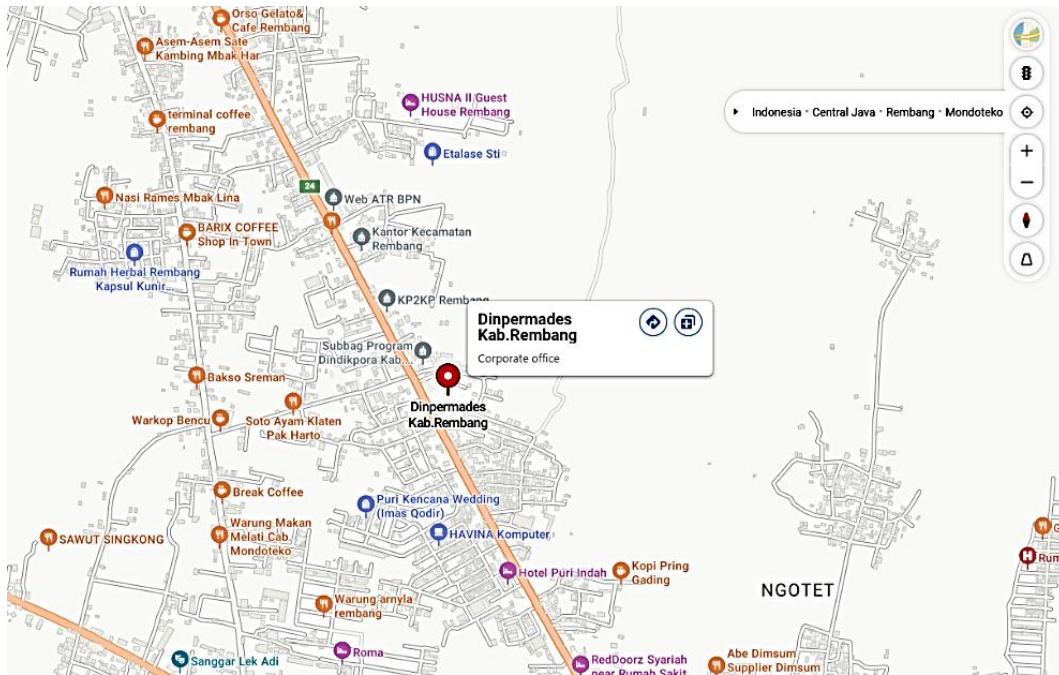 Orso Gelato&
Cafe Rembang
Asem-Asem Sate
Kambing Mbak Har
HUSNA II Guest
House Rembang
Indonesia · Central Java · Rembang · Mondoteko
terminal coffee
rembang
Etalase Sti
24
Nasi Rames Mbak Lina
Web ATR BPN
BARIX COFFEE
Shop In Town
Kantor Kecamatan
Rembang
Rumah Herbal Rembang
Kapsul Kunir...
KP2KP Rembang
Dinpermades
Kab.Rembang
Corporate office
Subbag Program
Dindikpora Kab....
Bakso Sreman
Dinpermades
Kab.Rembang
Warkop Bencu
Soto Ayam Klaten
Pak Harto
Break Coffee
Puri Kencana Wedding
(Imas Qodir)
Warung Makan
Melati Cab.
Mondoteko
HAVINA Komputer
SAWUT SINGKONG
Hotel Puri Indah
Kopi Pring
Gading
NGOTET
Warung arnyla
rembang
Roma
Sanggar Lek Adi
RedDoorz Syariah
near Rumah Sakit
Abe Dimsum
Supplier Dimsum